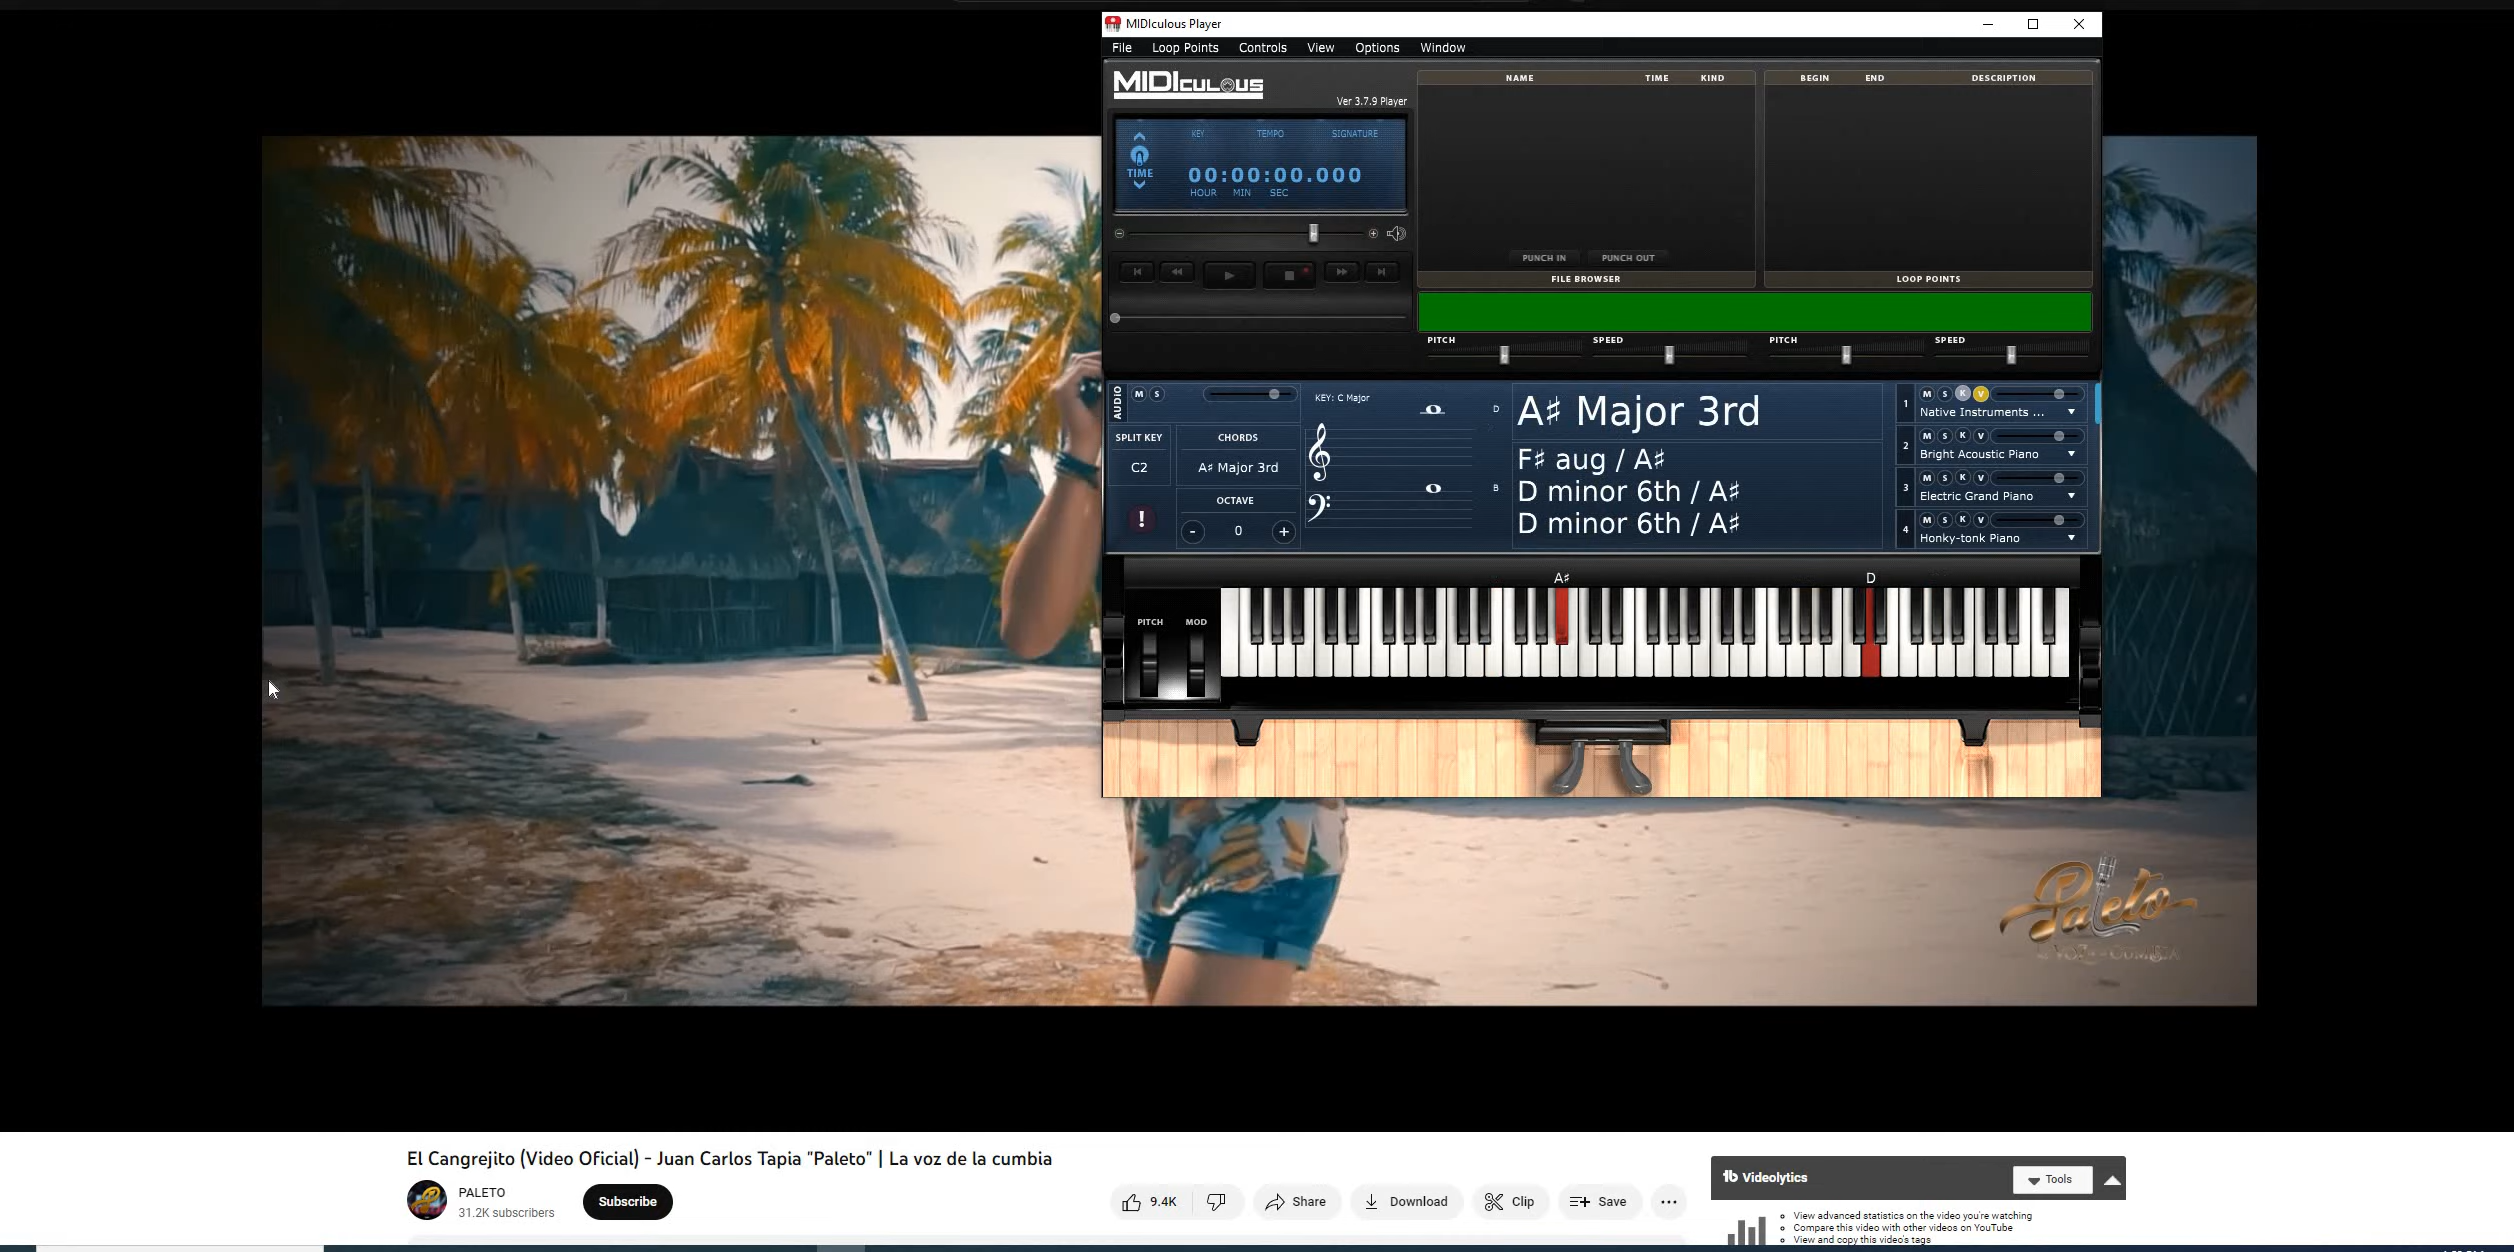 MIDIculous Player
File Loop Points Controls View Options Window
MIDIculous
Ver 3.7.9 Player
KEY TEMPO SIGNATURE
TIME
00:00:00.000
HOUR MIN SEC
NAME TIME KIND
PUNCH IN PUNCH OUT
FILE BROWSER
BEGIN END DESCRIPTION
LOOP POINTS
PITCH SPEED PITCH SPEED
AUDIO
M S
SPLIT KEY
C2
!
CHORDS
A♯ Major 3rd
OCTAVE
- 0 +
KEY: C Major
D
B
A♯ Major 3rd
F♯ aug / A♯
D minor 6th / A♯
D minor 6th / A♯
1 M S K V
Native Instruments ...
2 M S K V
Bright Acoustic Piano
3 M S K V
Electric Grand Piano
4 M S K V
Honky-tonk Piano
A♯ D
PITCH MOD
Paleto
El Cangrejito (Video Oficial) - Juan Carlos Tapia "Paleto" | La voz de la cumbia
PALETO
31.2K subscribers
Subscribe
9.4K
Share
Download
Clip
Save
tb Videolytics
Tools
View advanced statistics on the video you're watching
Compare this video with other videos on YouTube
View and copy this video's tags